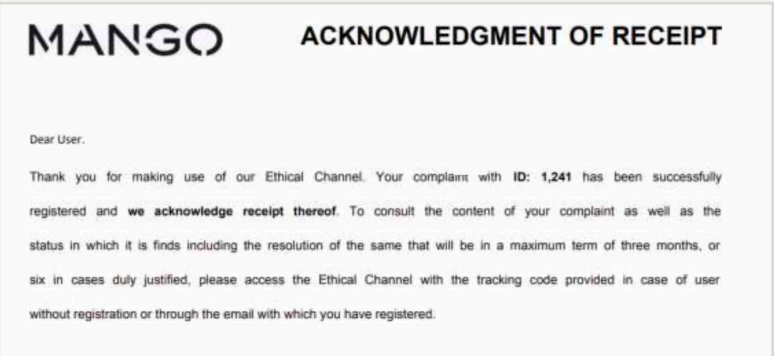 MANGO
ACKNOWLEDGMENT OF RECEIPT
Dear User.
Thank you for making use of our Ethical Channel. Your complaint with ID: 1,241 has been successfully
registered and we acknowledge receipt thereof. To consult the content of your complaint as well as the
status in which it is finds including the resolution of the same that will be in a maximum term of three months, or
six in cases duly justified, please access the Ethical Channel with the tracking code provided in case of user
without registration or through the email with which you have registered.